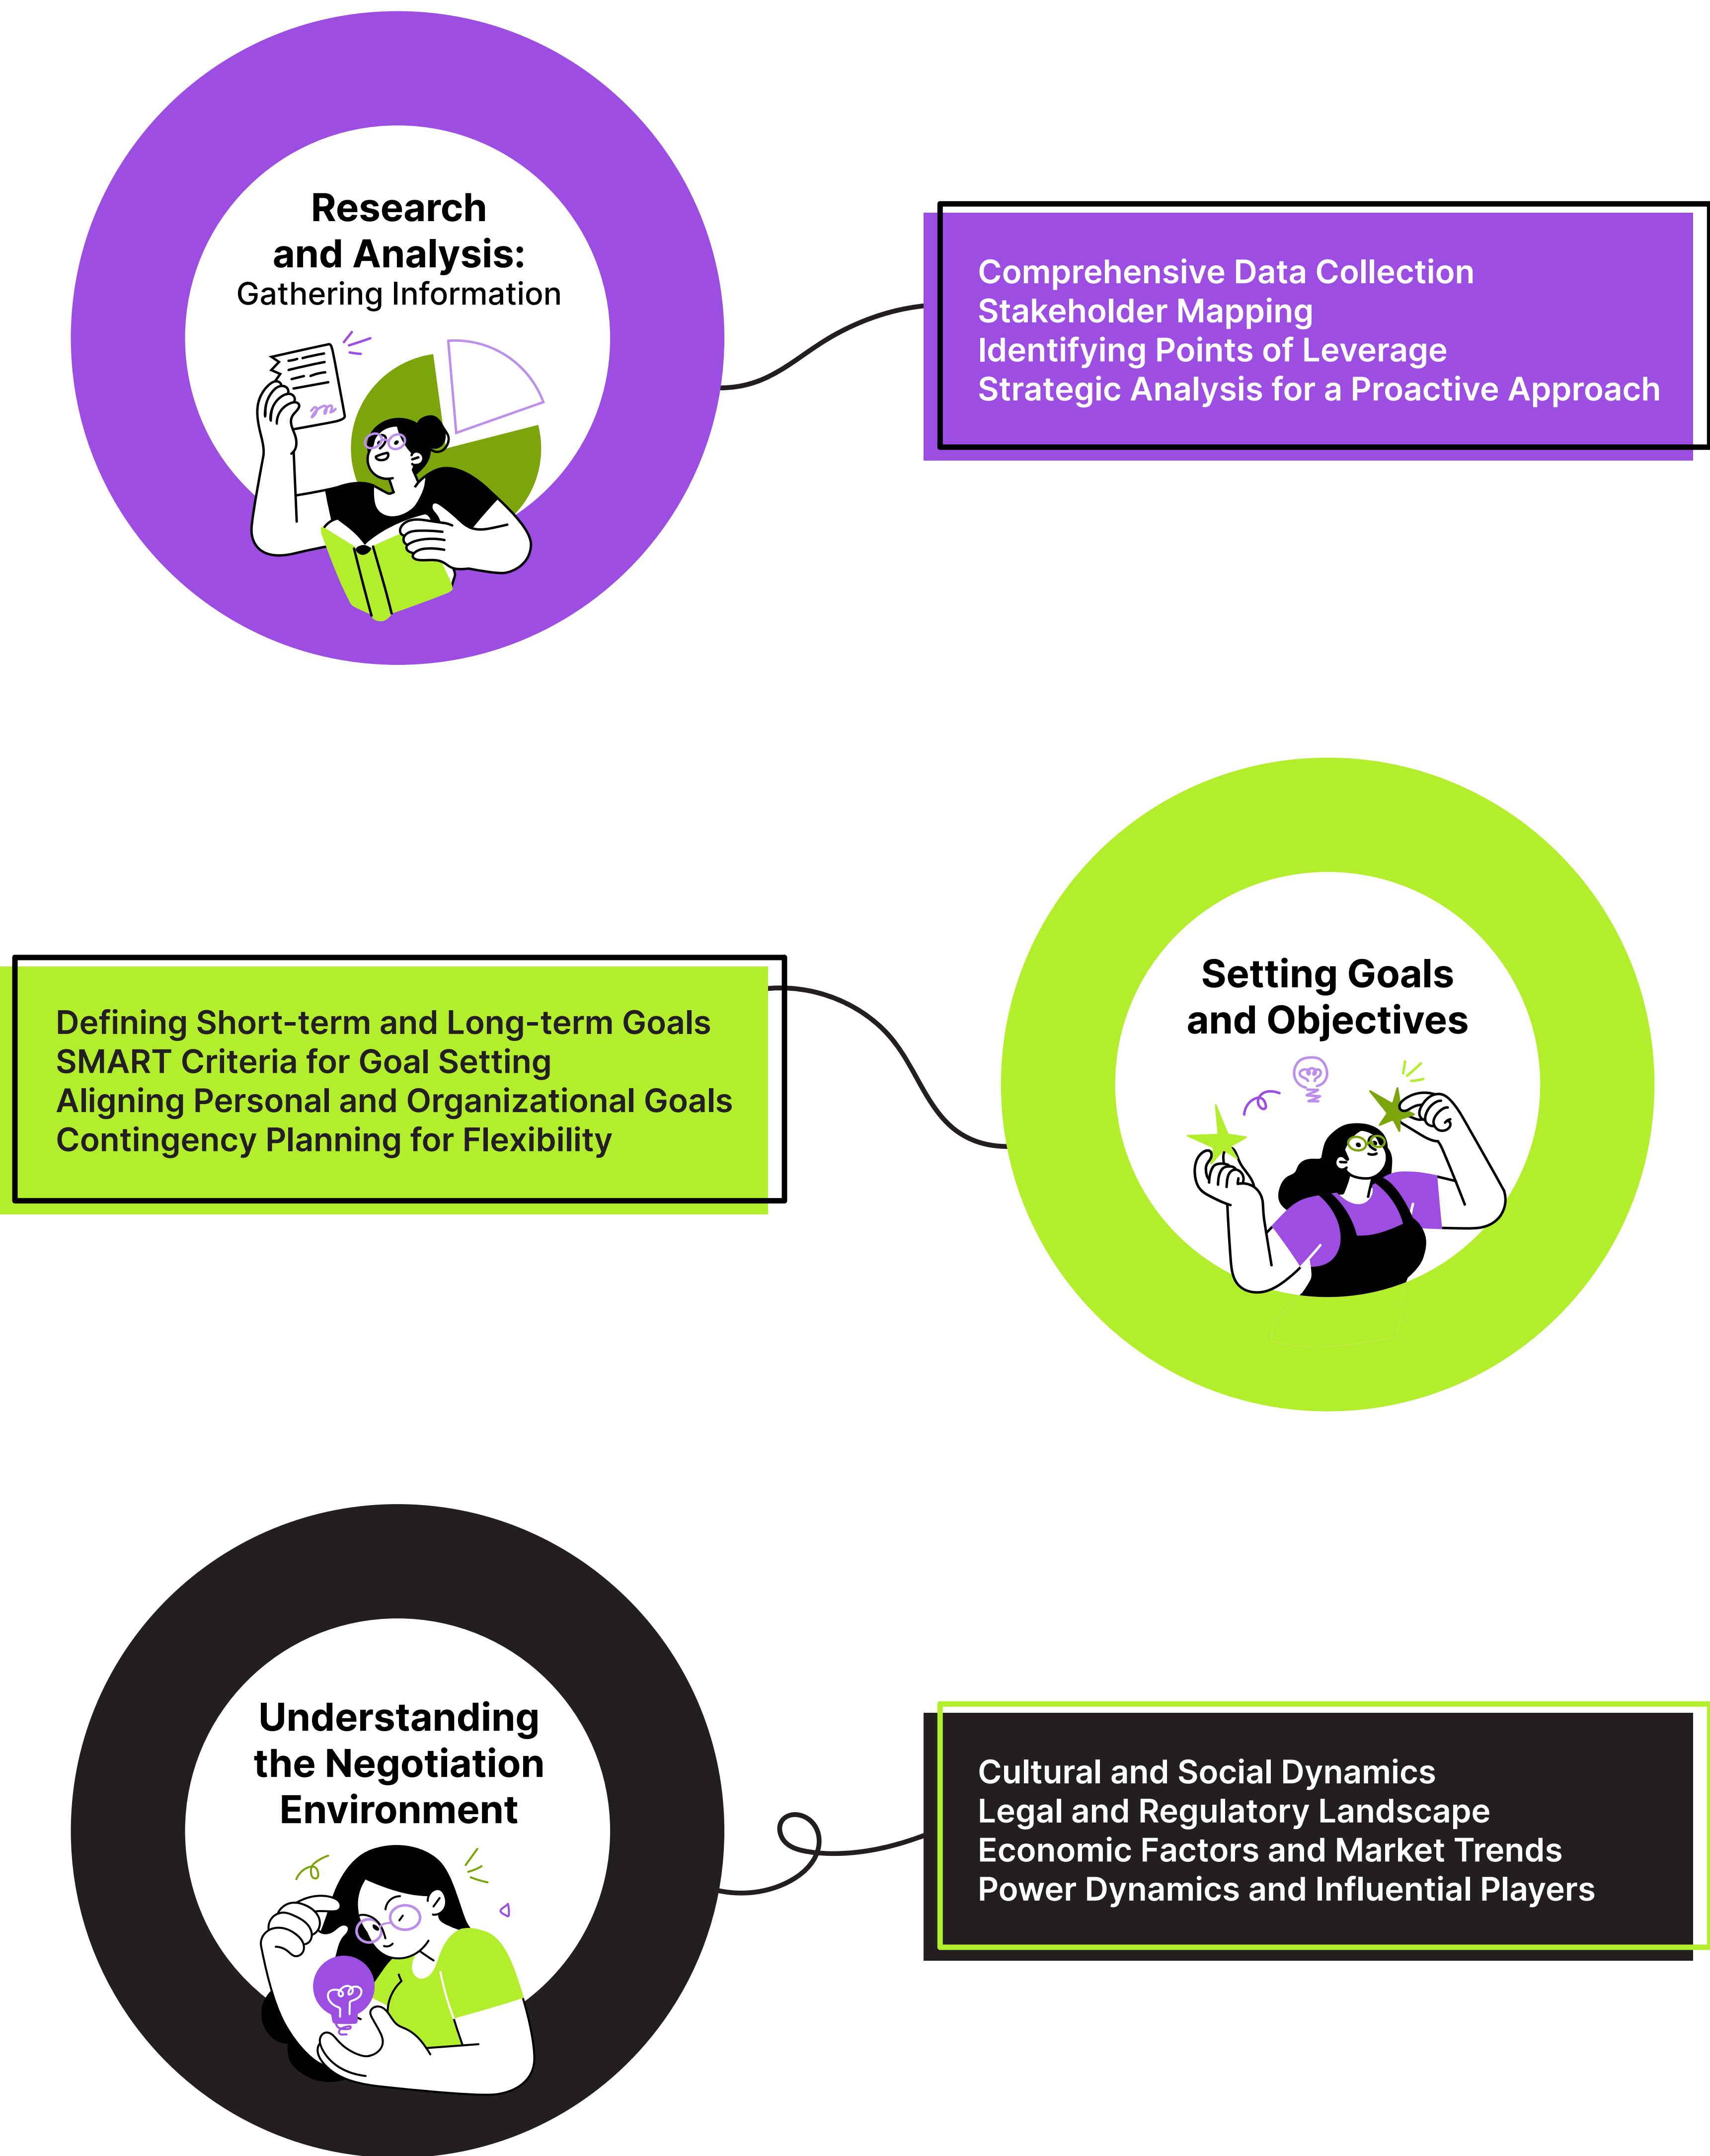 Research
and Analysis:
Gathering Information
Comprehensive Data Collection
Stakeholder Mapping
Identifying Points of Leverage
Strategic Analysis for a Proactive Approach
Setting Goals
and Objectives
Defining Short-term and Long-term Goals
SMART Criteria for Goal Setting
Aligning Personal and Organizational Goals
Contingency Planning for Flexibility
Understanding
the Negotiation
Environment
Cultural and Social Dynamics
Legal and Regulatory Landscape
Economic Factors and Market Trends
Power Dynamics and Influential Players